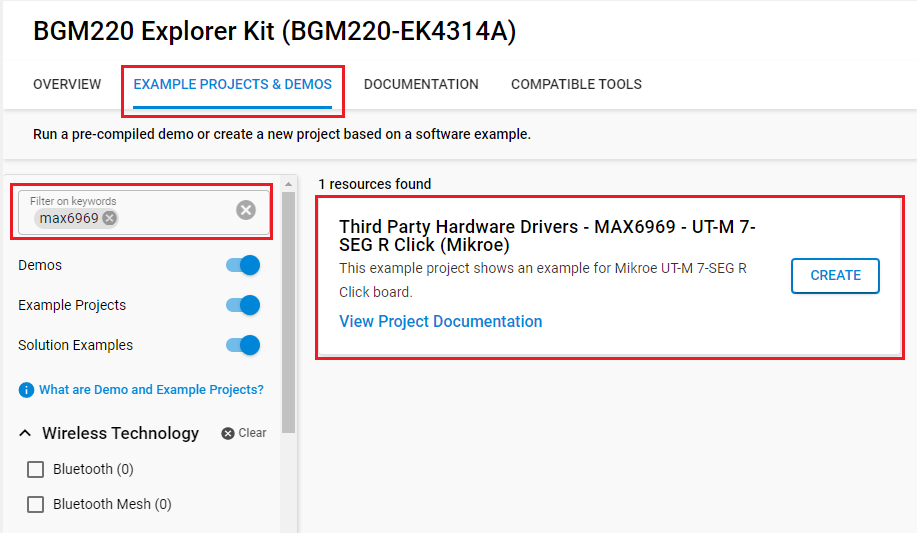 BGM220 Explorer Kit (BGM220-EK4314A)
OVERVIEW
EXAMPLE PROJECTS & DEMOS
DOCUMENTATION
COMPATIBLE TOOLS
Run a pre-compiled demo or create a new project based on a software example.
Filter on keywords
max6969
Demos
Example Projects
Solution Examples
What are Demo and Example Projects?
Wireless Technology
Clear
Bluetooth (0)
Bluetooth Mesh (0)
1 resources found
Third Party Hardware Drivers - MAX6969 - UT-M 7-
SEG R Click (Mikroe)
This example project shows an example for Mikroe UT-M 7-SEG R
Click board.
View Project Documentation
CREATE